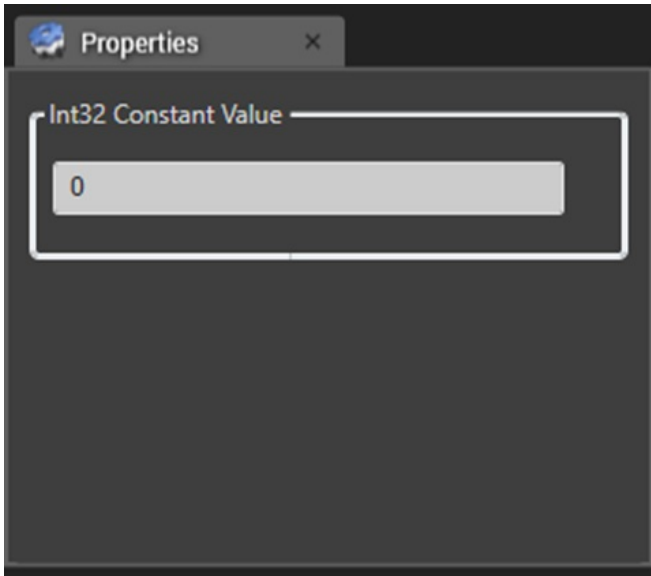 Properties ×
Int32 Constant Value
0